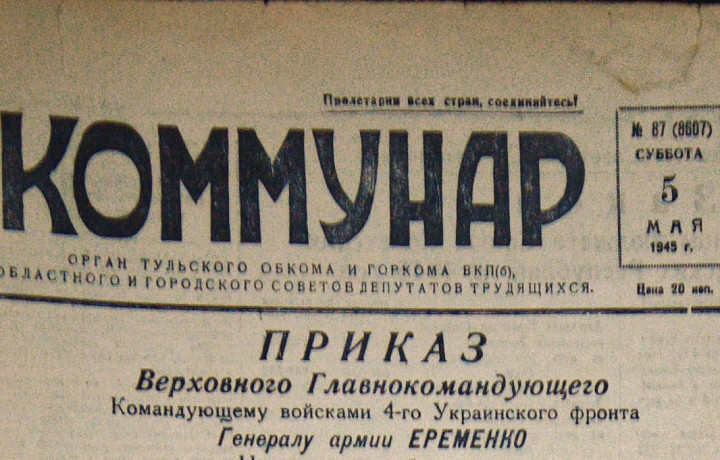 Пролетарии всех стран, соединяйтесь!
КОММУНАР
ОРГАН ТУЛЬСКОГО ОБКОМА И ГОРКОМА ВКП(б),
ОБЛАСТНОГО И ГОРОДСКОГО СОВЕТОВ ДЕПУТАТОВ ТРУДЯЩИХСЯ.
№ 87 (8607)
СУББОТА
5
МАЯ
1945 г.
Цена 20 коп.
ПРИКАЗ
Верховного Главнокомандующего
Командующему войсками 4-го Украинского фронта
Генералу армии ЕРЕМЕНКО